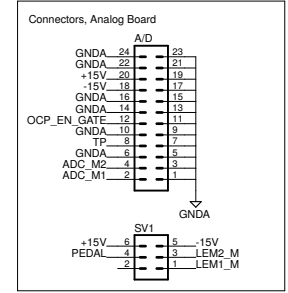 Connectors, Analog Board
A/D
GNDA 24 23
GNDA 22 21
+15V 20 19
-15V 18 17
GNDA 16 15
GNDA 14 13
OCP_EN_GATE 12 11
GNDA 10 9
TP 8 7
GNDA 6 5
ADC_M2 4 3
ADC_M1 2 1
GNDA
SV1
+15V 6 5 -15V
PEDAL 4 3 LEM2_M
2 1 LEM1_M